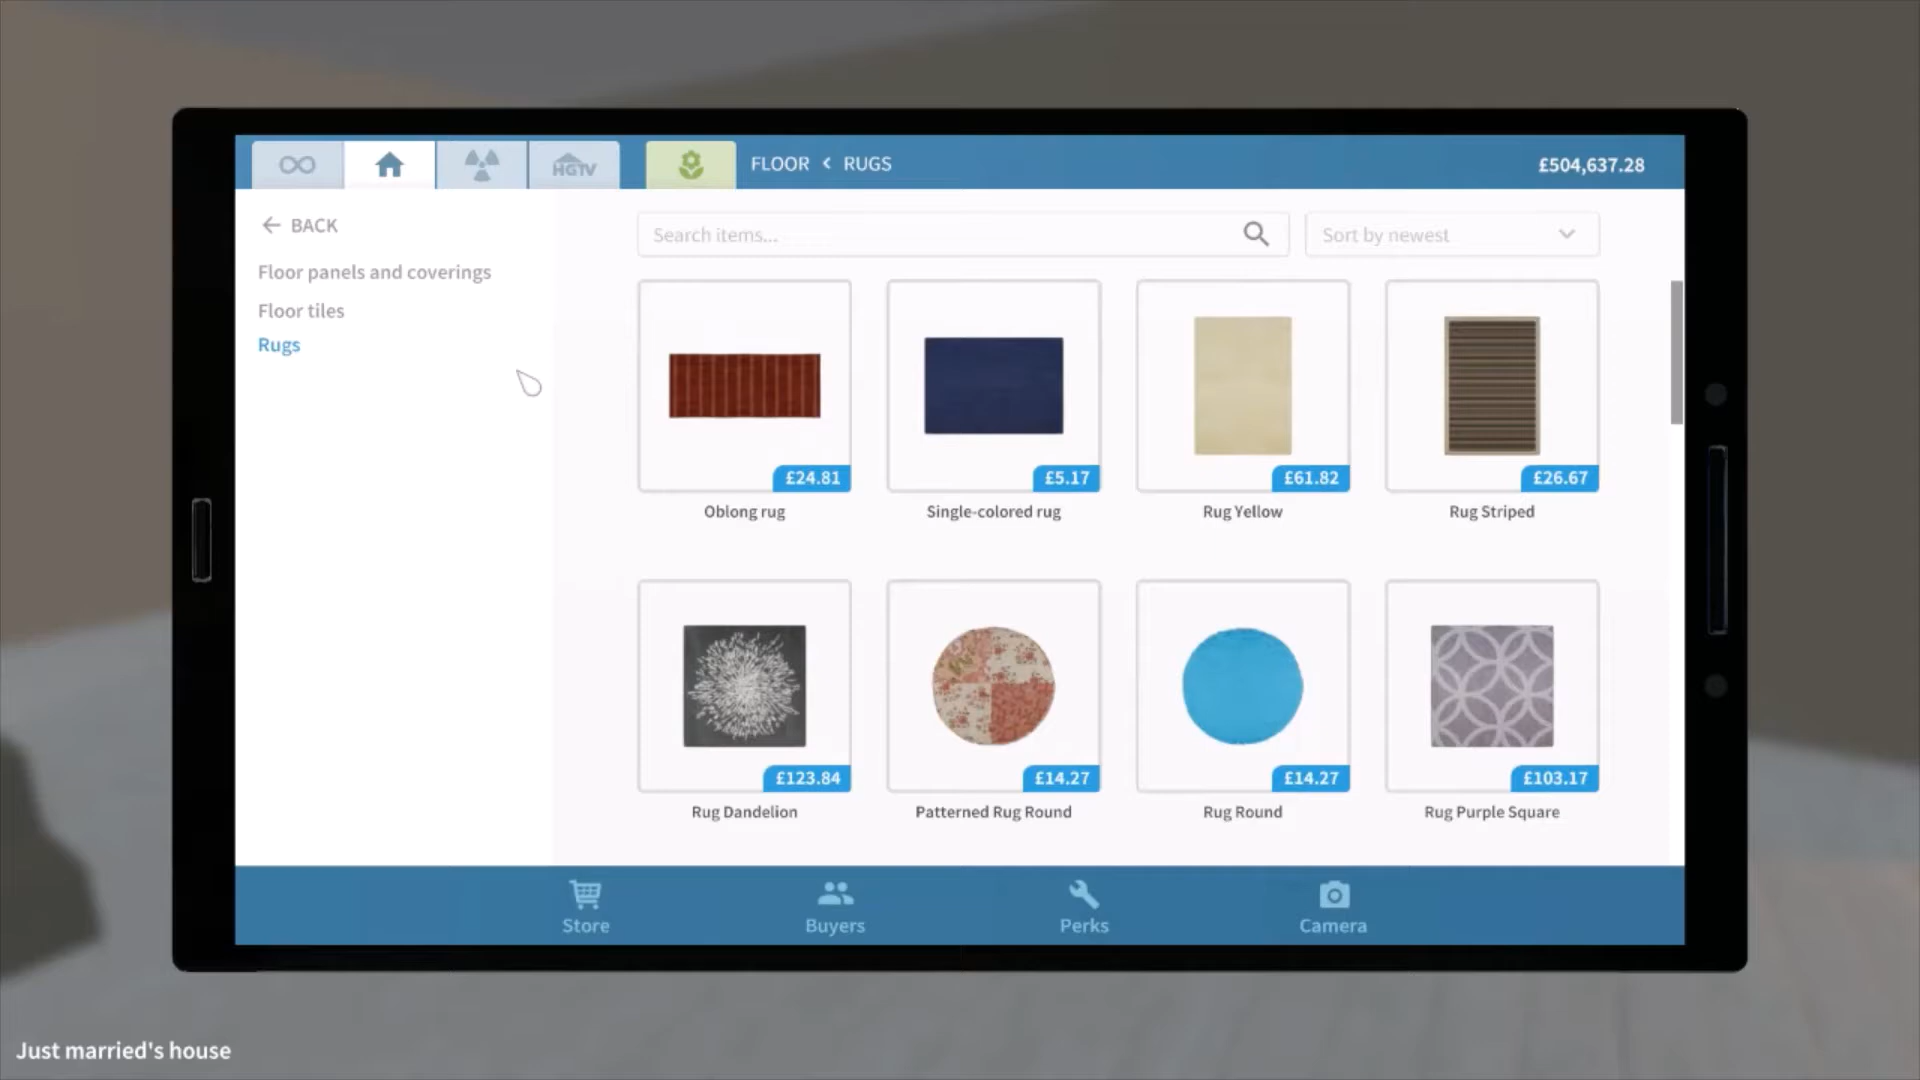 HGTV
FLOOR < RUGS
£504,637.28
BACK
Floor panels and coverings
Floor tiles
Rugs
Search items...
Sort by newest
£24.81
£5.17
£61.82
£26.67
Oblong rug
Single-colored rug
Rug Yellow
Rug Striped
£123.84
£14.27
£14.27
£103.17
Rug Dandelion
Patterned Rug Round
Rug Round
Rug Purple Square
Store
Buyers
Perks
Camera
Just married's house